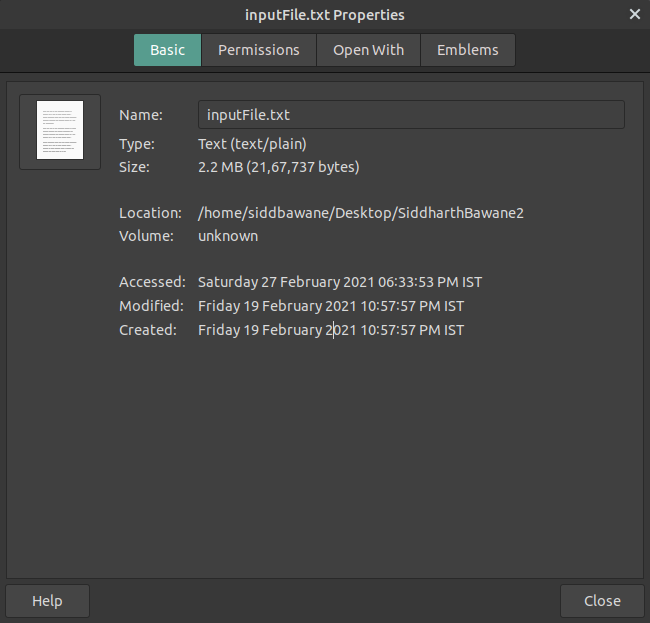 inputFile.txt Properties
Basic Permissions Open With Emblems
Name: inputFile.txt
Type: Text (text/plain)
Size: 2.2 MB (21,67,737 bytes)
Location: /home/siddbawane/Desktop/SiddharthBawane2
Volume: unknown
Accessed: Saturday 27 February 2021 06:33:53 PM IST
Modified: Friday 19 February 2021 10:57:57 PM IST
Created: Friday 19 February 2021 10:57:57 PM IST
Help Close